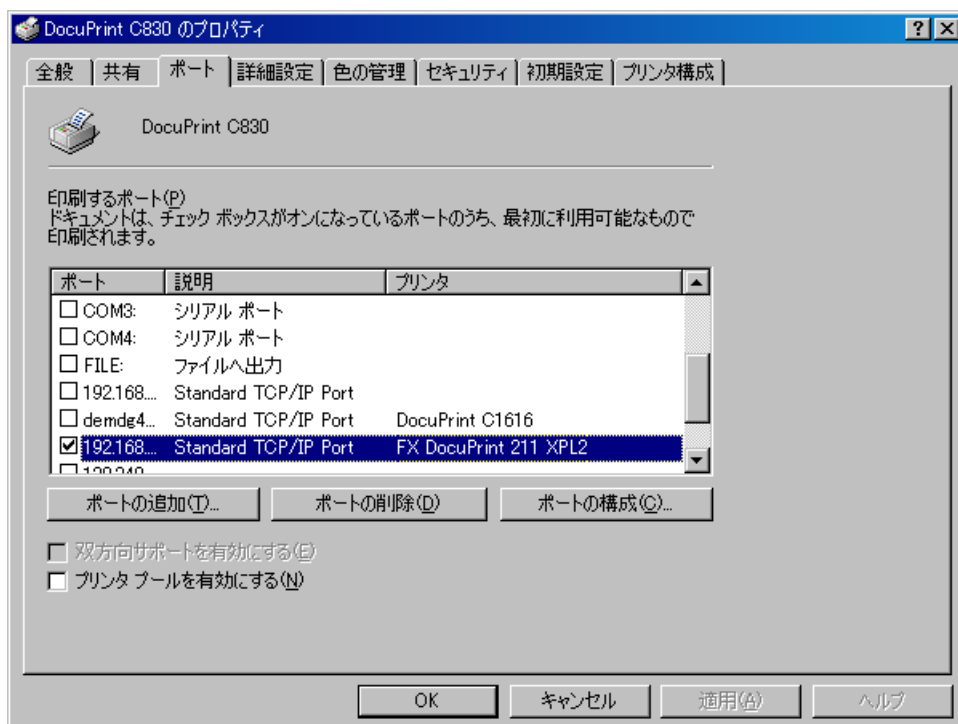 DocuPrint C830 のプロパティ
全般 共有 ポート 詳細設定 色の管理 セキュリティ 初期設定 プリンタ構成
DocuPrint C830
印刷するポート(P)
ドキュメントは、チェック ボックスがオンになっているポートのうち、最初に利用可能なもので
印刷されます。
ポート 説明 プリンタ
COM3: シリアル ポート
COM4: シリアル ポート
FILE: ファイルへ出力
192.168.... Standard TCP/IP Port
demdg4... Standard TCP/IP Port DocuPrint C1616
192.168.... Standard TCP/IP Port FX DocuPrint 211 XPL2
ポートの追加(T)... ポートの削除(D) ポートの構成(C)...
双方向サポートを有効にする(E)
プリンタ プールを有効にする(N)
OK キャンセル 適用(A) ヘルプ